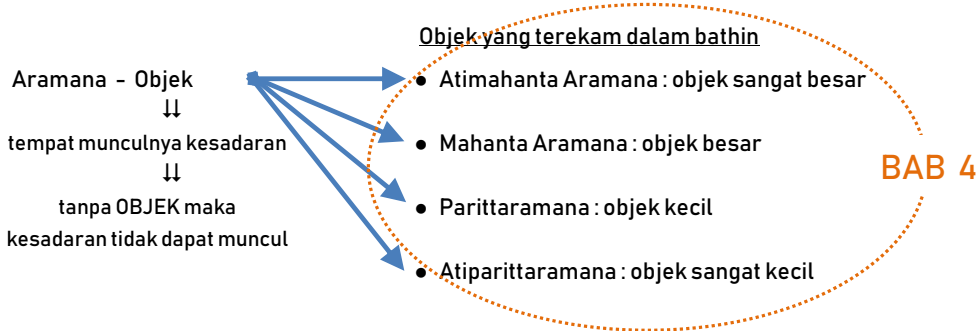 Objek yang terekam dalam bathin
Aramana - Objek
⇊
tempat munculnya kesadaran
⇊
tanpa OBJEK maka
kesadaran tidak dapat muncul
● Atimahanta Aramana : objek sangat besar
● Mahanta Aramana : objek besar
● Parittaramana : objek kecil
● Atiparittaramana : objek sangat kecil
BAB 4